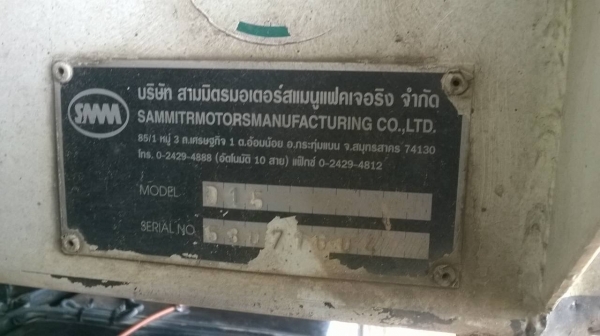 SMM
บริษัท สามมิตรมอเตอร์สแมนูแฟคเจอริง จำกัด
SAMMITRMOTORSMANUFACTURING CO.,LTD.
85/1 หมู่ 3 ถ.เศรษฐกิจ 1 ต.อ้อมน้อย อ.กระทุ่มแบน จ.สมุทรสาคร 74130
โทร. 0-2429-4888 (อัตโนมัติ 10 สาย) แฟ็กซ์ 0-2429-4812
MODEL
SERIAL NO.